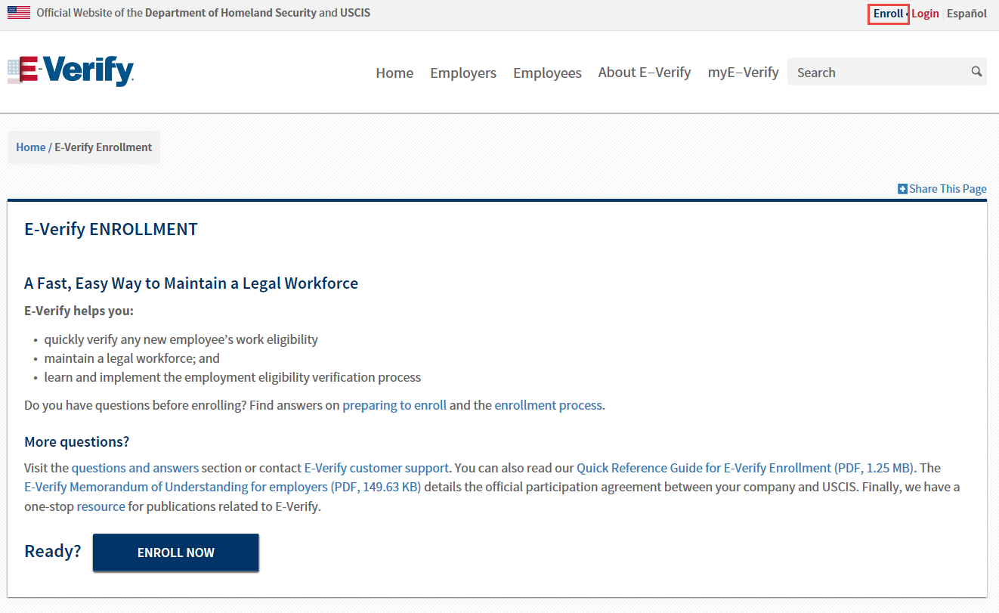 Official Website of the Department of Homeland Security and USCIS
Enroll • Login Español
E-Verify.
Home Employers Employees About E-Verify myE-Verify Search
Home / E-Verify Enrollment
Share This Page
E-Verify ENROLLMENT
A Fast, Easy Way to Maintain a Legal Workforce
E-Verify helps you:
• quickly verify any new employee’s work eligibility
• maintain a legal workforce; and
• learn and implement the employment eligibility verification process
Do you have questions before enrolling? Find answers on preparing to enroll and the enrollment process.
More questions?
Visit the questions and answers section or contact E-Verify customer support. You can also read our Quick Reference Guide for E-Verify Enrollment (PDF, 1.25 MB). The
E-Verify Memorandum of Understanding for employers (PDF, 149.63 KB) details the official participation agreement between your company and USCIS. Finally, we have a
one-stop resource for publications related to E-Verify.
Ready? ENROLL NOW